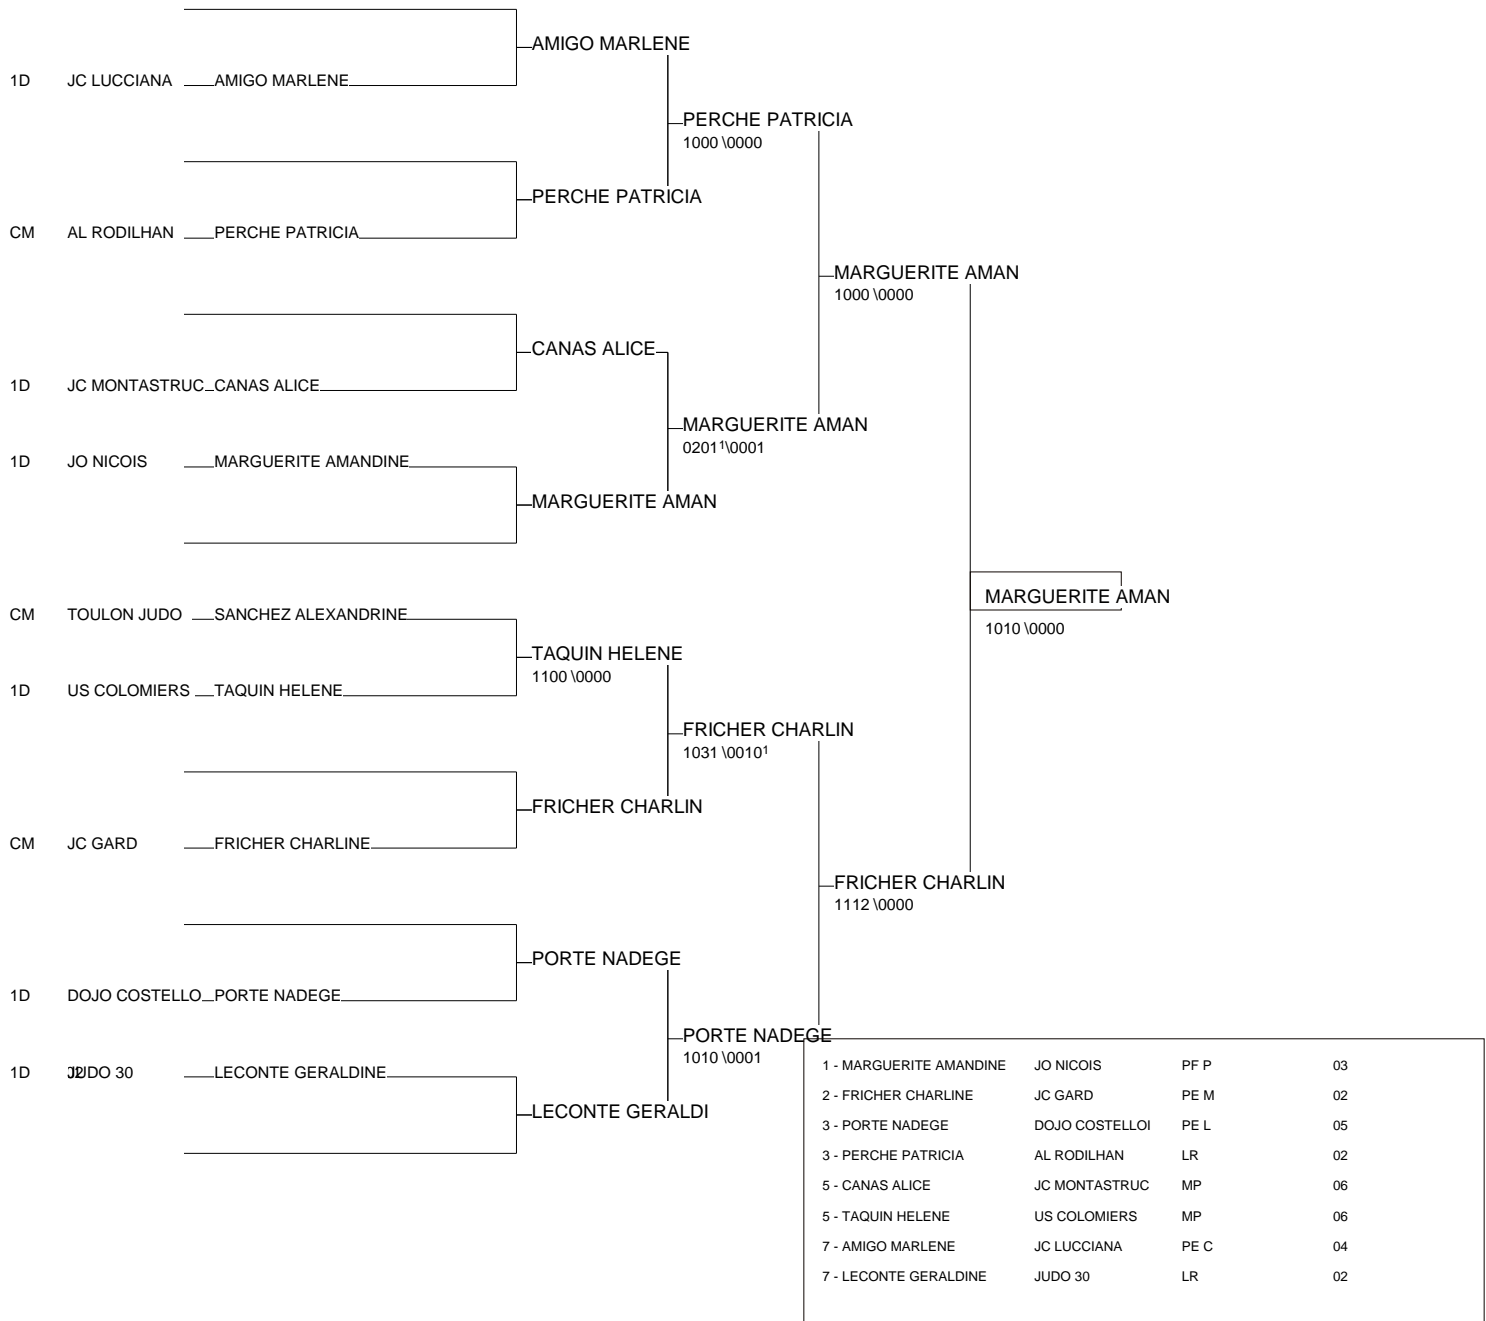 AMIGO MARLENE
1D JC LUCCIANA AMIGO MARLENE
PERCHE PATRICIA
1000 \0000
PERCHE PATRICIA
CM AL RODILHAN PERCHE PATRICIA
MARGUERITE AMAN
1000 \0000
CANAS ALICE
1D JC MONTASTRUC CANAS ALICE
MARGUERITE AMAN
0201¹\0001
1D JO NICOIS MARGUERITE AMANDINE
MARGUERITE AMAN
MARGUERITE AMAN
1010 \0000
CM TOULON JUDO SANCHEZ ALEXANDRINE
TAQUIN HELENE
1100 \0000
1D US COLOMIERS TAQUIN HELENE
FRICHER CHARLIN
1031 \0010¹
FRICHER CHARLIN
CM JC GARD FRICHER CHARLINE
FRICHER CHARLIN
1112 \0000
PORTE NADEGE
1D DOJO COSTELLO PORTE NADEGE
PORTE NADEGE
1010 \0001
1D JUDO 30 LECONTE GERALDINE
LECONTE GERALDI
1 - MARGUERITE AMANDINE JO NICOIS PF P 03
2 - FRICHER CHARLINE JC GARD PE M 02
3 - PORTE NADEGE DOJO COSTELLOI PE L 05
3 - PERCHE PATRICIA AL RODILHAN LR 02
5 - CANAS ALICE JC MONTASTRUC MP 06
5 - TAQUIN HELENE US COLOMIERS MP 06
7 - AMIGO MARLENE JC LUCCIANA PE C 04
7 - LECONTE GERALDINE JUDO 30 LR 02